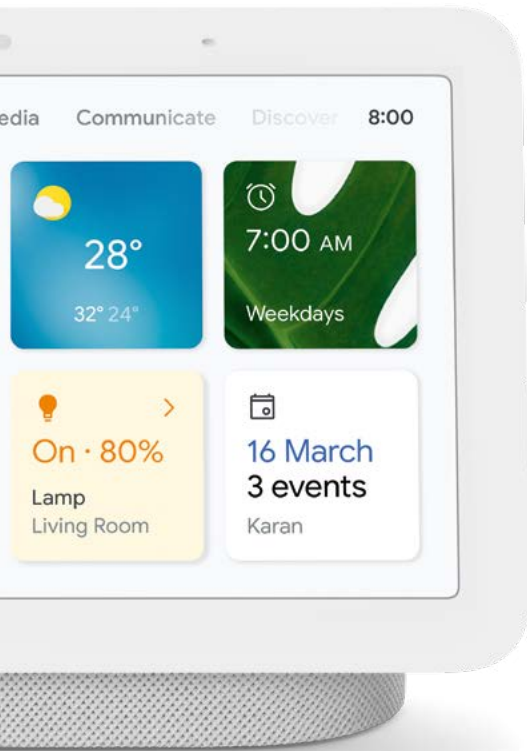 edia Communicate Discover 8:00
28°
32° 24°
7:00 AM
Weekdays
On · 80%
Lamp
Living Room
16 March
3 events
Karan